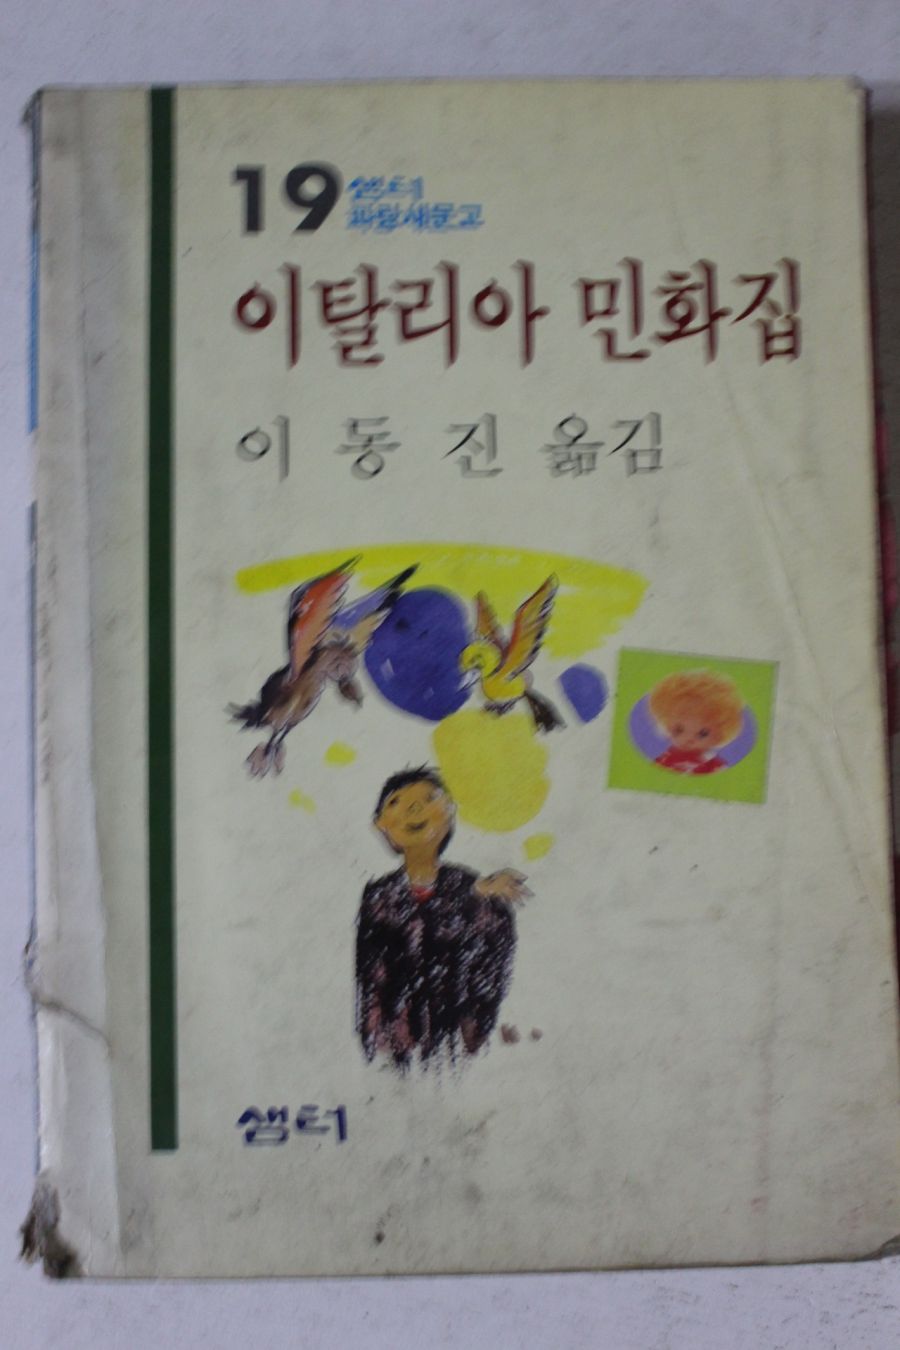 19 샘터
파랑새문고
이탈리아 민화집
이 동 진 옮김
샘터